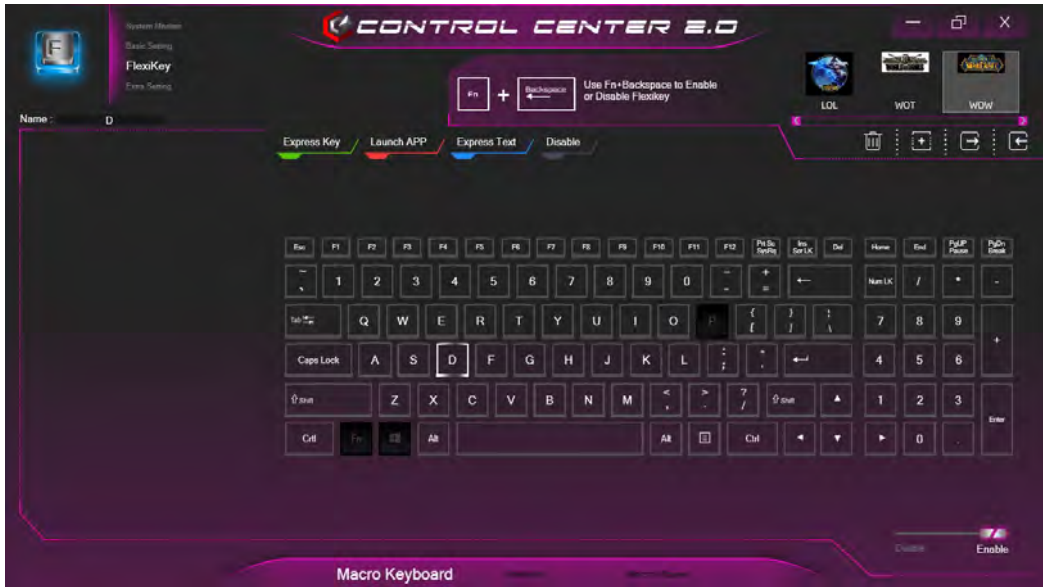 CONTROL CENTER 2.0
X
System Monitor
Basic Setting
FlexiKey
Extra Setting
Fn + Backspace
Use Fn+Backspace to Enable
or Disable Flexikey
LOL WOT WOW
Name : D
Express Key Launch APP Express Text Disable
Esc F1 F2 F3 F4 F5 F6 F7 F8 F9 F10 F11 F12 Prt Sc SysRq Ins Scr LK Del Home End PgUP Pause PgDn Break
1 2 3 4 5 6 7 8 9 0 - + = Num LK / * -
Tab Q W E R T Y U I O P { [ } ] \ 7 8 9 +
Caps Lock A S D F G H J K L : ; 4 5 6
Shift Z X C V B N M < , > ? / Shift 1 2 3 Enter
Crtl Fn Alt Alt Ctrl 0 .
Disable Enable
Macro Keyboard